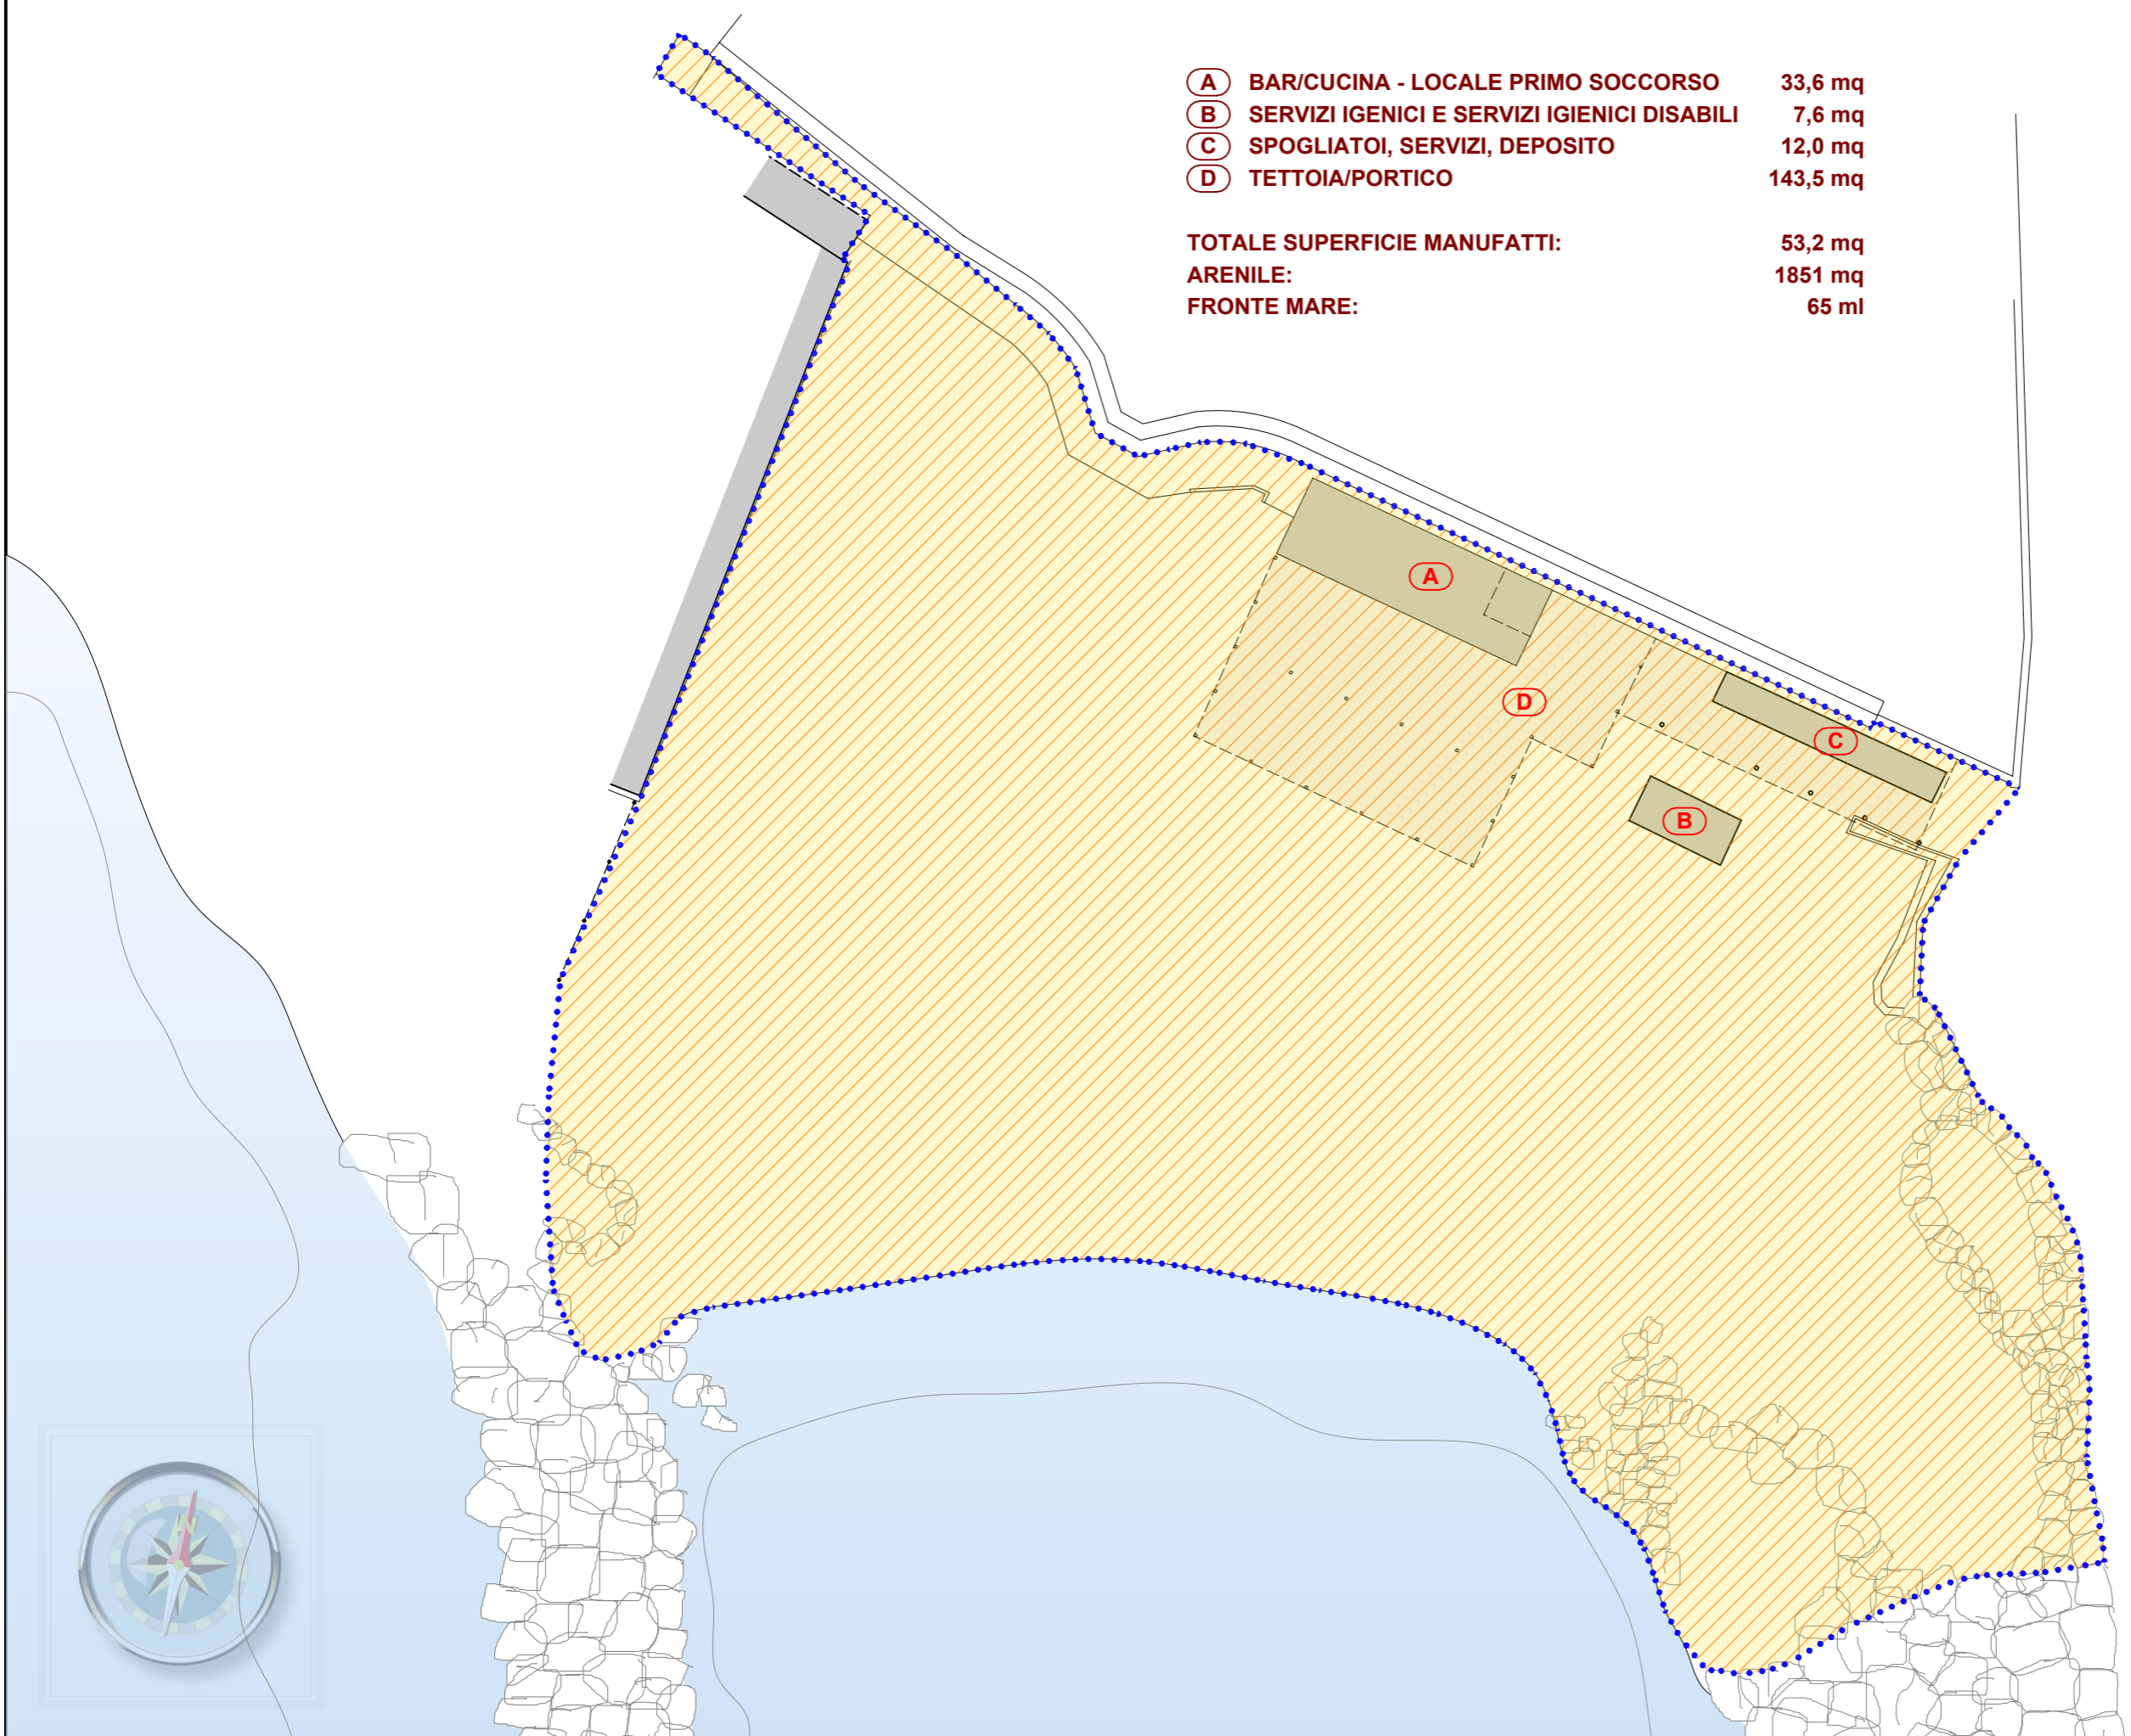 A BAR/CUCINA - LOCALE PRIMO SOCCORSO 33,6 mq
B SERVIZI IGENICI E SERVIZI IGIENICI DISABILI 7,6 mq
C SPOGLIATOI, SERVIZI, DEPOSITO 12,0 mq
D TETTOIA/PORTICO 143,5 mq
TOTALE SUPERFICIE MANUFATTI: 53,2 mq
ARENILE: 1851 mq
FRONTE MARE: 65 ml
A
D
C
B
N